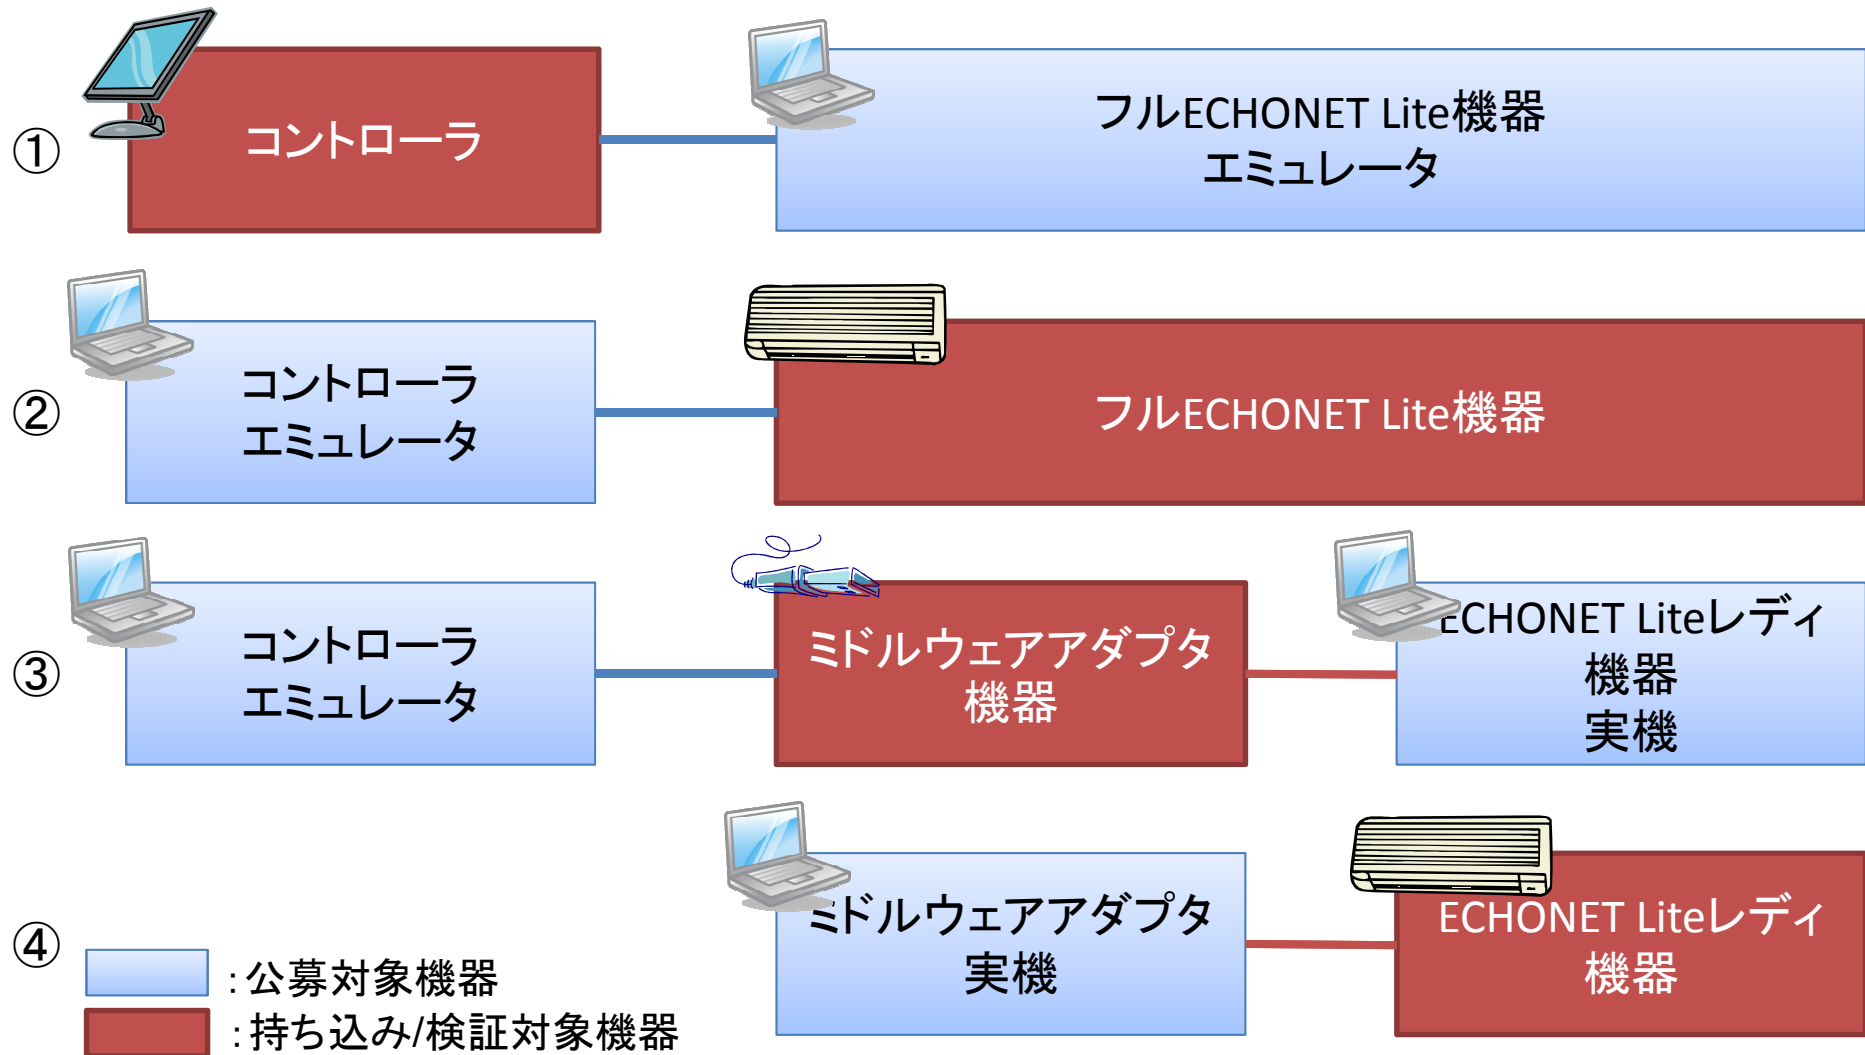 ①
コントローラ
フルECHONET Lite機器
エミュレータ
②
コントローラ
エミュレータ
フルECHONET Lite機器
③
コントローラ
エミュレータ
ミドルウェアアダプタ
機器
ECHONET Liteレディ
機器
実機
④
ミドルウェアアダプタ
実機
ECHONET Liteレディ
機器
：公募対象機器
：持ち込み/検証対象機器